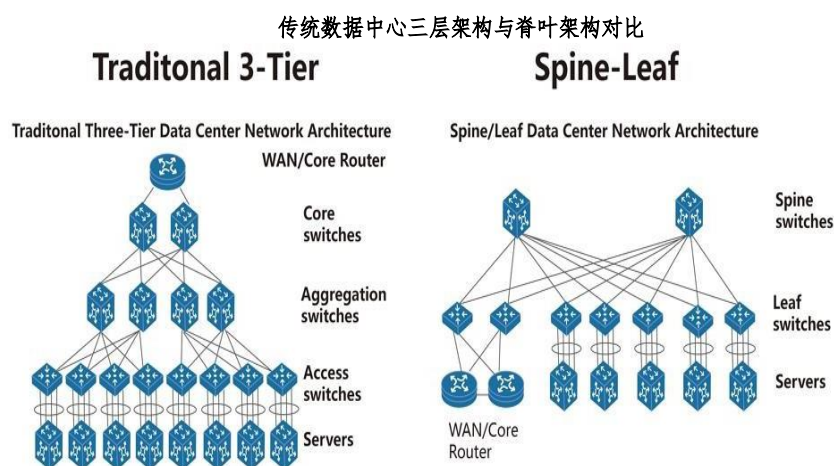 传统数据中心三层架构与脊叶架构对比
Traditonal 3-Tier
Spine-Leaf
Traditonal Three-Tier Data Center Network Architecture
Spine/Leaf Data Center Network Architecture
WAN/Core Router
Core
switches
Aggregation
switches
Access
switches
Servers
Spine
switches
Leaf
switches
Servers
WAN/Core
Router